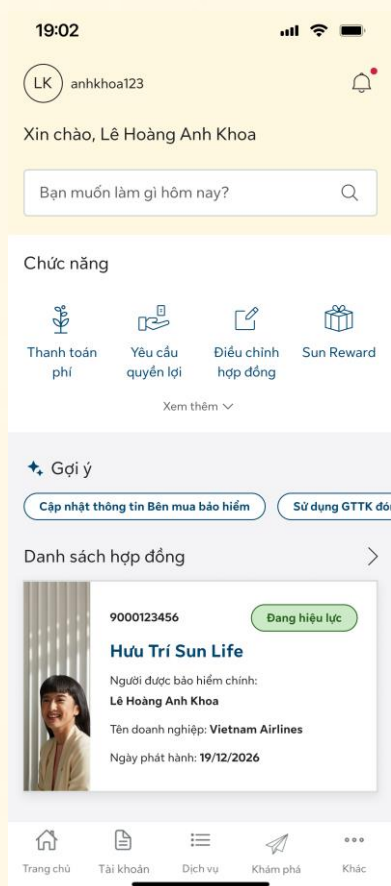 19:02
LK anhkhoa123
Xin chào, Lê Hoàng Anh Khoa
Bạn muốn làm gì hôm nay?
Chức năng
Thanh toán phí
Yêu cầu quyền lợi
Điều chỉnh hợp đồng
Sun Reward
Xem thêm
Gợi ý
Cập nhật thông tin Bên mua bảo hiểm
Sử dụng GTTK đón
Danh sách hợp đồng
9000123456
Đang hiệu lực
Hưu Trí Sun Life
Người được bảo hiểm chính:
Lê Hoàng Anh Khoa
Tên doanh nghiệp: Vietnam Airlines
Ngày phát hành: 19/12/2026
Trang chủ
Tài khoản
Dịch vụ
Khám phá
Khác